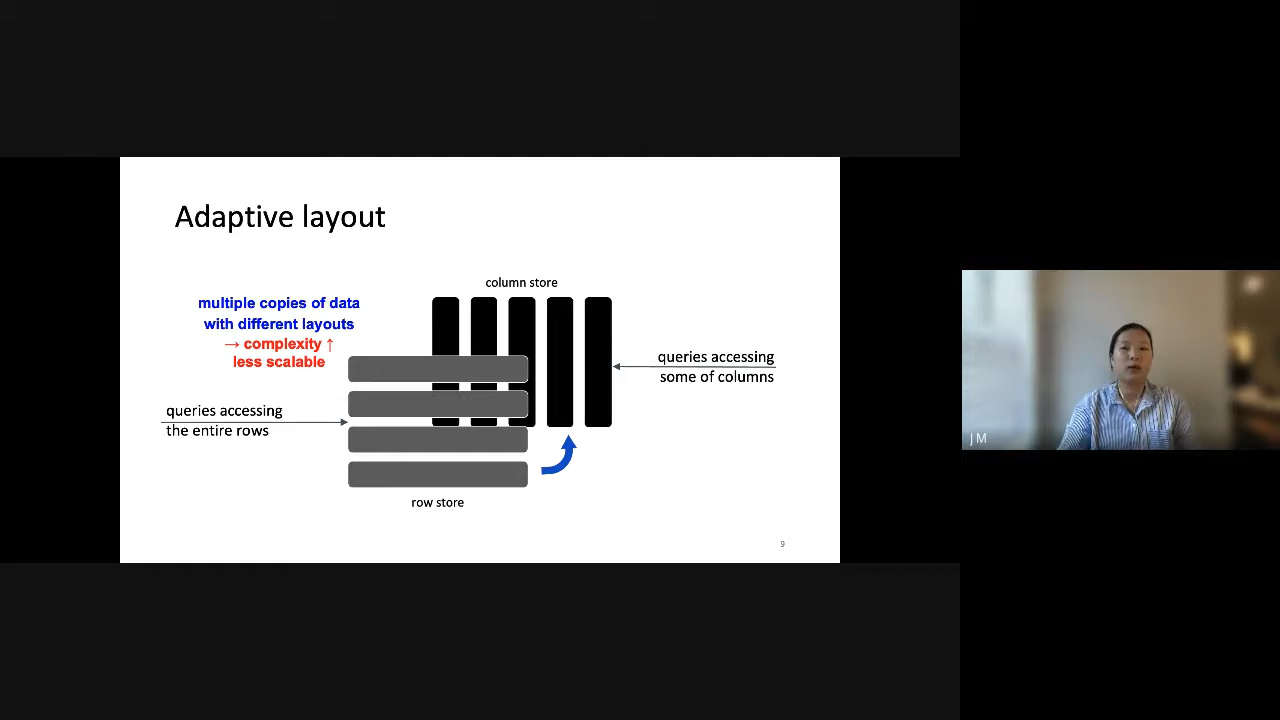 Adaptive layout
column store
multiple copies of data
with different layouts
→ complexity ↑
less scalable
queries accessing
some of columns
queries accessing
the entire rows
row store
9
J M